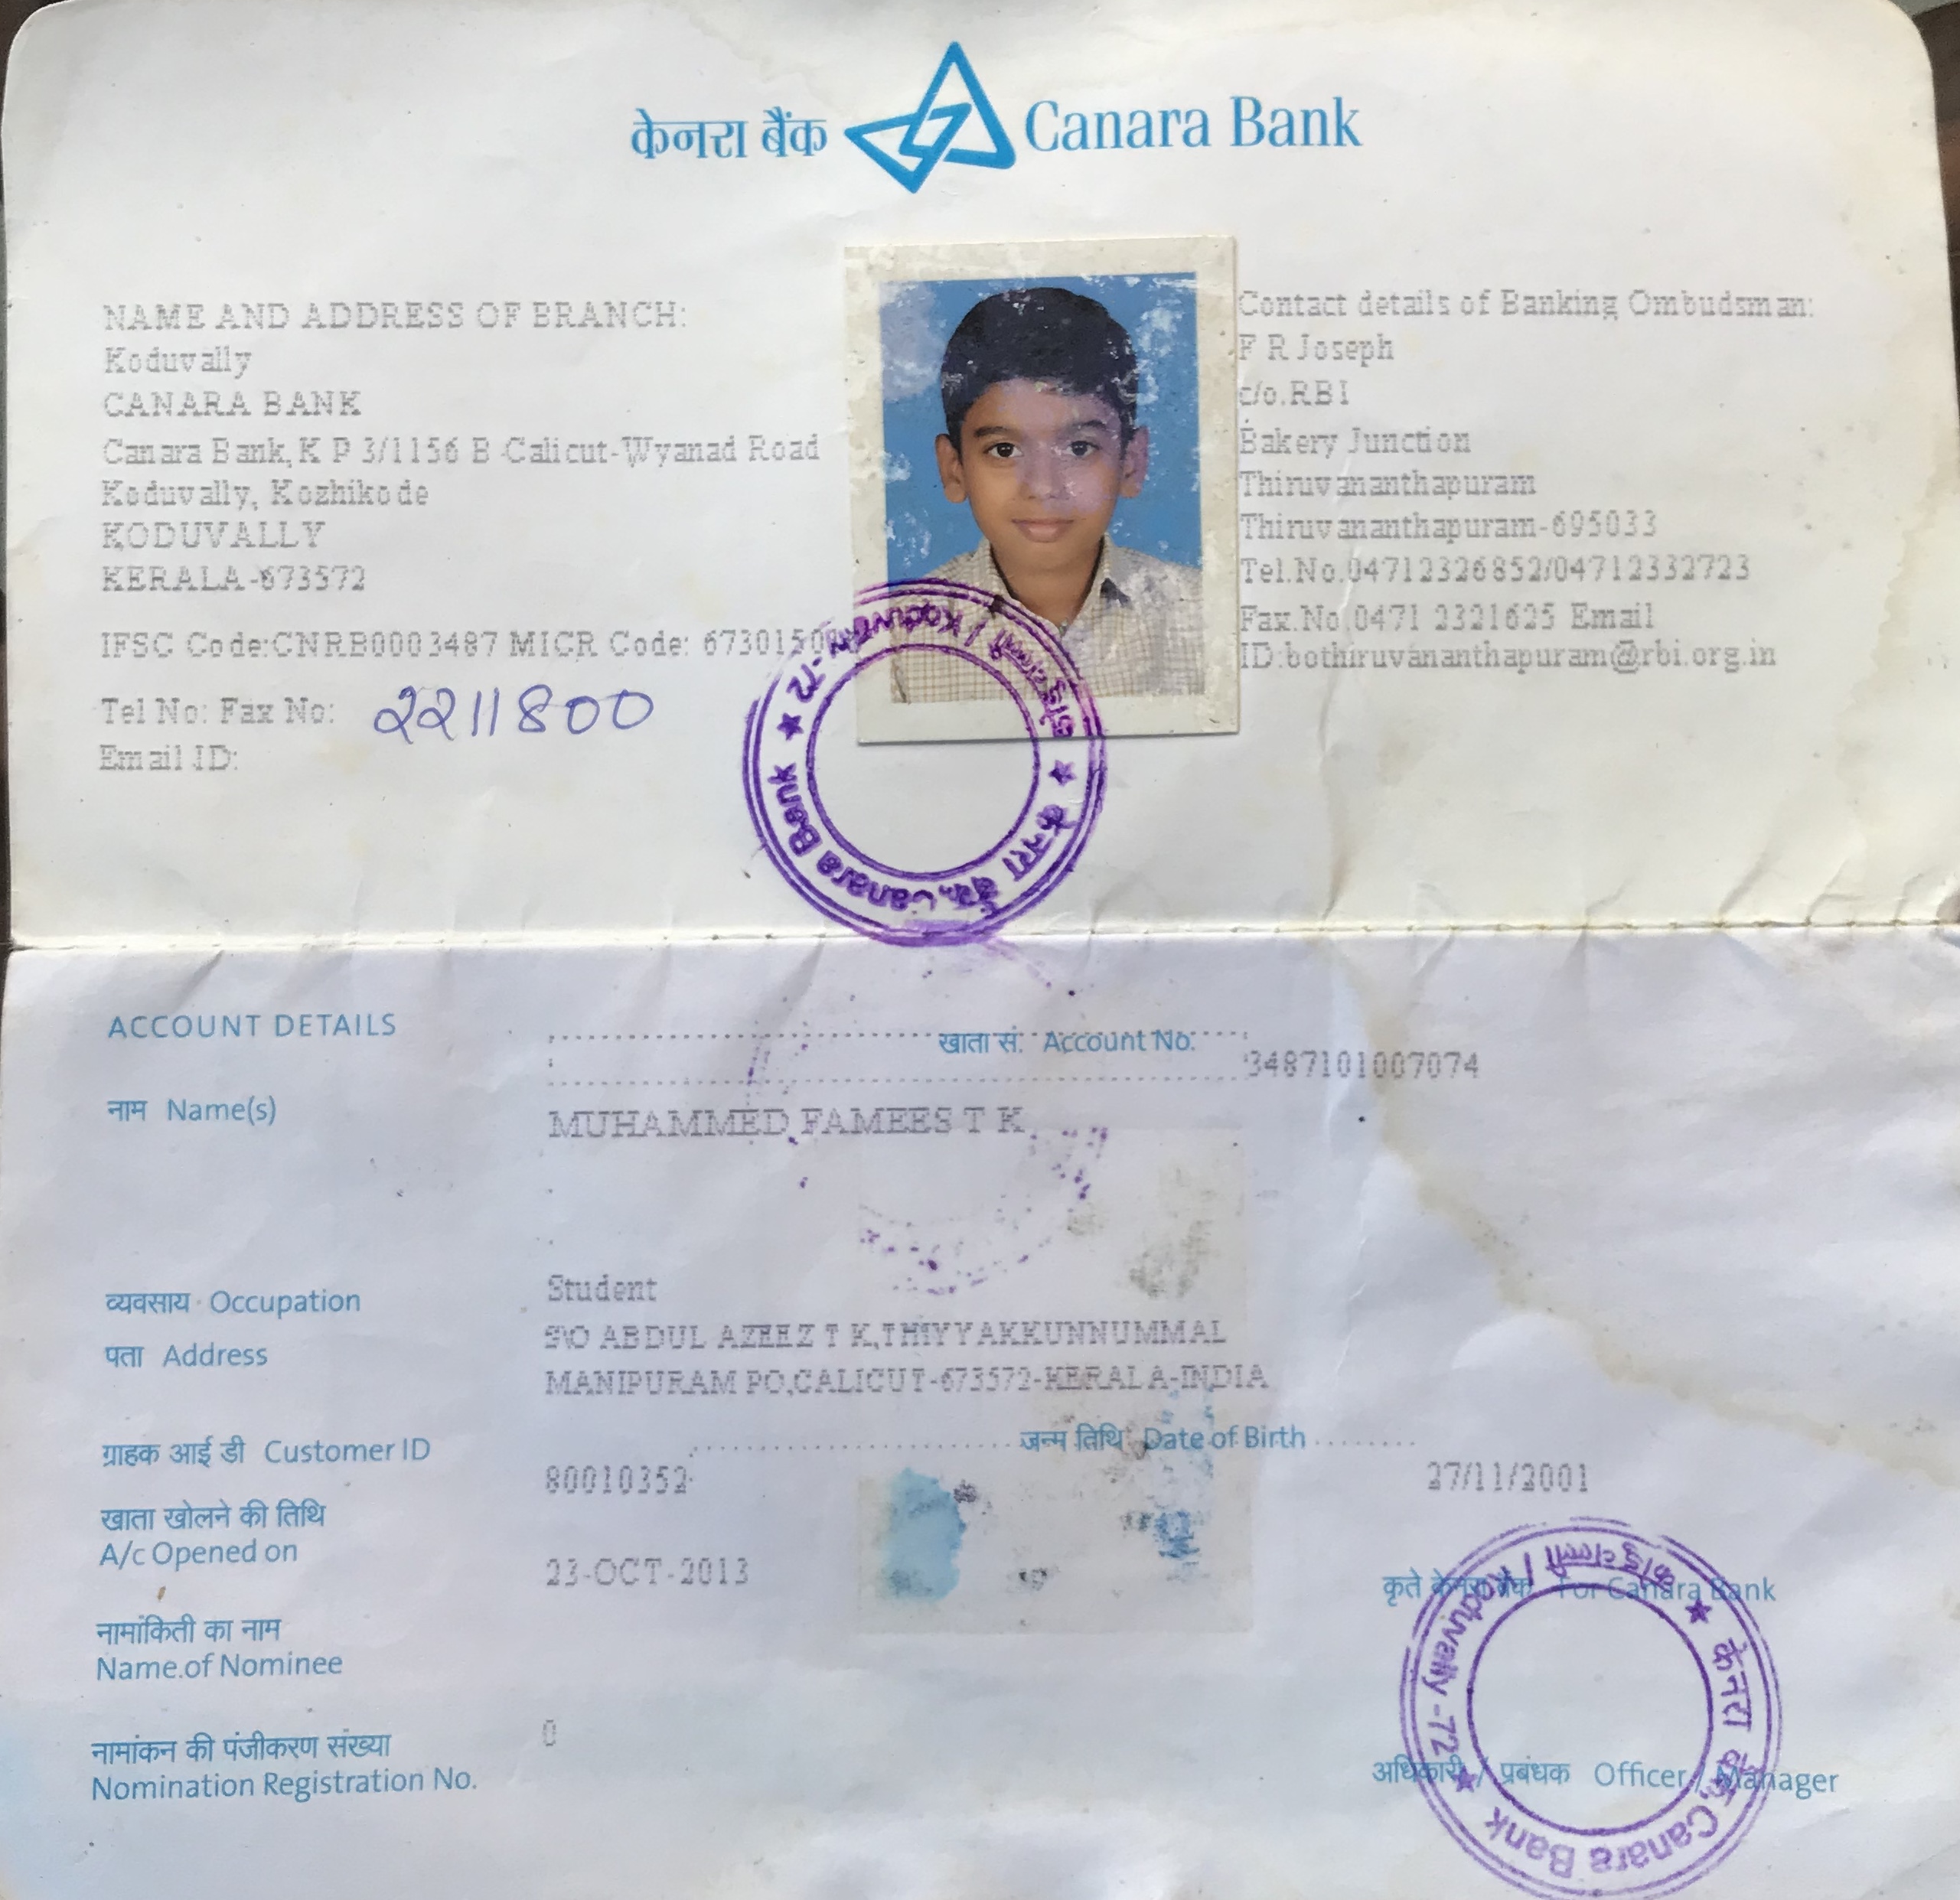 केनरा बैंक Canara Bank
NAME AND ADDRESS OF BRANCH:
Koduvally
CANARA BANK
Canara Bank, K P 3/1156 B Calicut-Wyanad Road
Koduvally, Kozhikode
KODUVALLY
KERALA-673572
IFSC Code:CNRB0003487 MICR Code:
Tel No: Fax No: 2211800
Email ID:
Contact details of Banking Ombudsman:
F R Joseph
c/o.RBI
Bakery Junction
Thiruvananthapuram
Thiruvananthapuram-695033
Tel.No.04712326852/04712332723
Fax.No.0471 2321625 Email
ID:bothiruvananthapuram@rbi.org.in
केनरा बैंक, Canara Bank ★ Koduvally -72 ★
ACCOUNT DETAILS
खाता सं. Account No.
3487101007074
नाम Name(s)
MUHAMMED FAMEES T K
व्यवसाय Occupation Student
पता Address S\O ABDUL AZEEZ T K,THIYYAKKUNNUMMAL
MANIPURAM PO,CALICUT-673572-KERALA-INDIA
ग्राहक आई डी Customer ID 80010352
जन्म तिथि Date of Birth 27/11/2001
खाता खोलने की तिथि
A/c Opened on 23-OCT-2013
कृते केनरा बैंक For Canara Bank
नामांकिती का नाम
Name of Nominee
नामांकन की पंजीकरण संख्या 0
Nomination Registration No.
अधिकारी / प्रबंधक Officer / Manager
केनरा बैंक, Canara Bank ★ Koduvally -72 ★